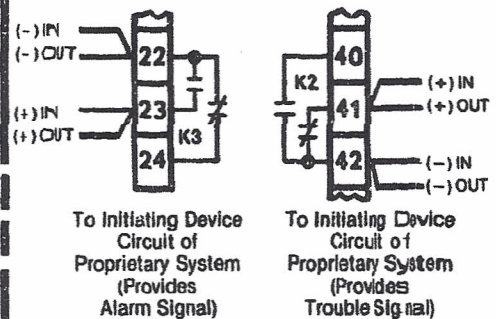 (-) IN
(-) OUT
22
(+) IN
(+) OUT
23
K3
24
To Initiating Device
Circuit of
Proprietary System
(Provides
Alarm Signal)
40
K2
41
(+) IN
(+) OUT
42
(-) IN
(-) OUT
To Initiating Device
Circuit of
Proprietary System
(Provides
Trouble Signal)